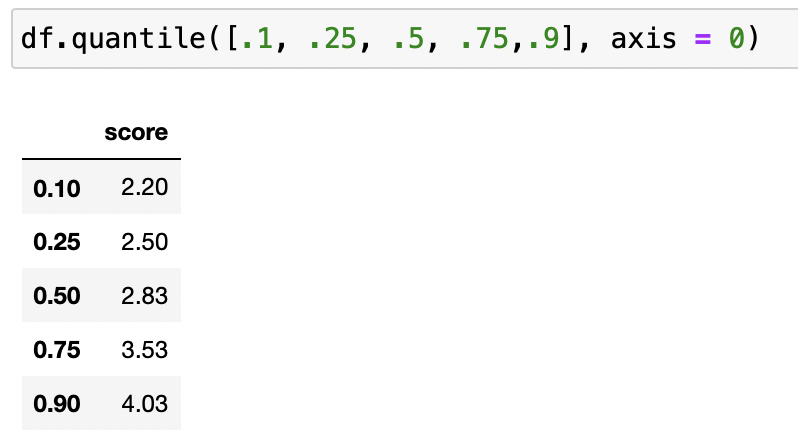 df.quantile([.1, .25, .5, .75,.9], axis = 0)
score
0.10 2.20
0.25 2.50
0.50 2.83
0.75 3.53
0.90 4.03